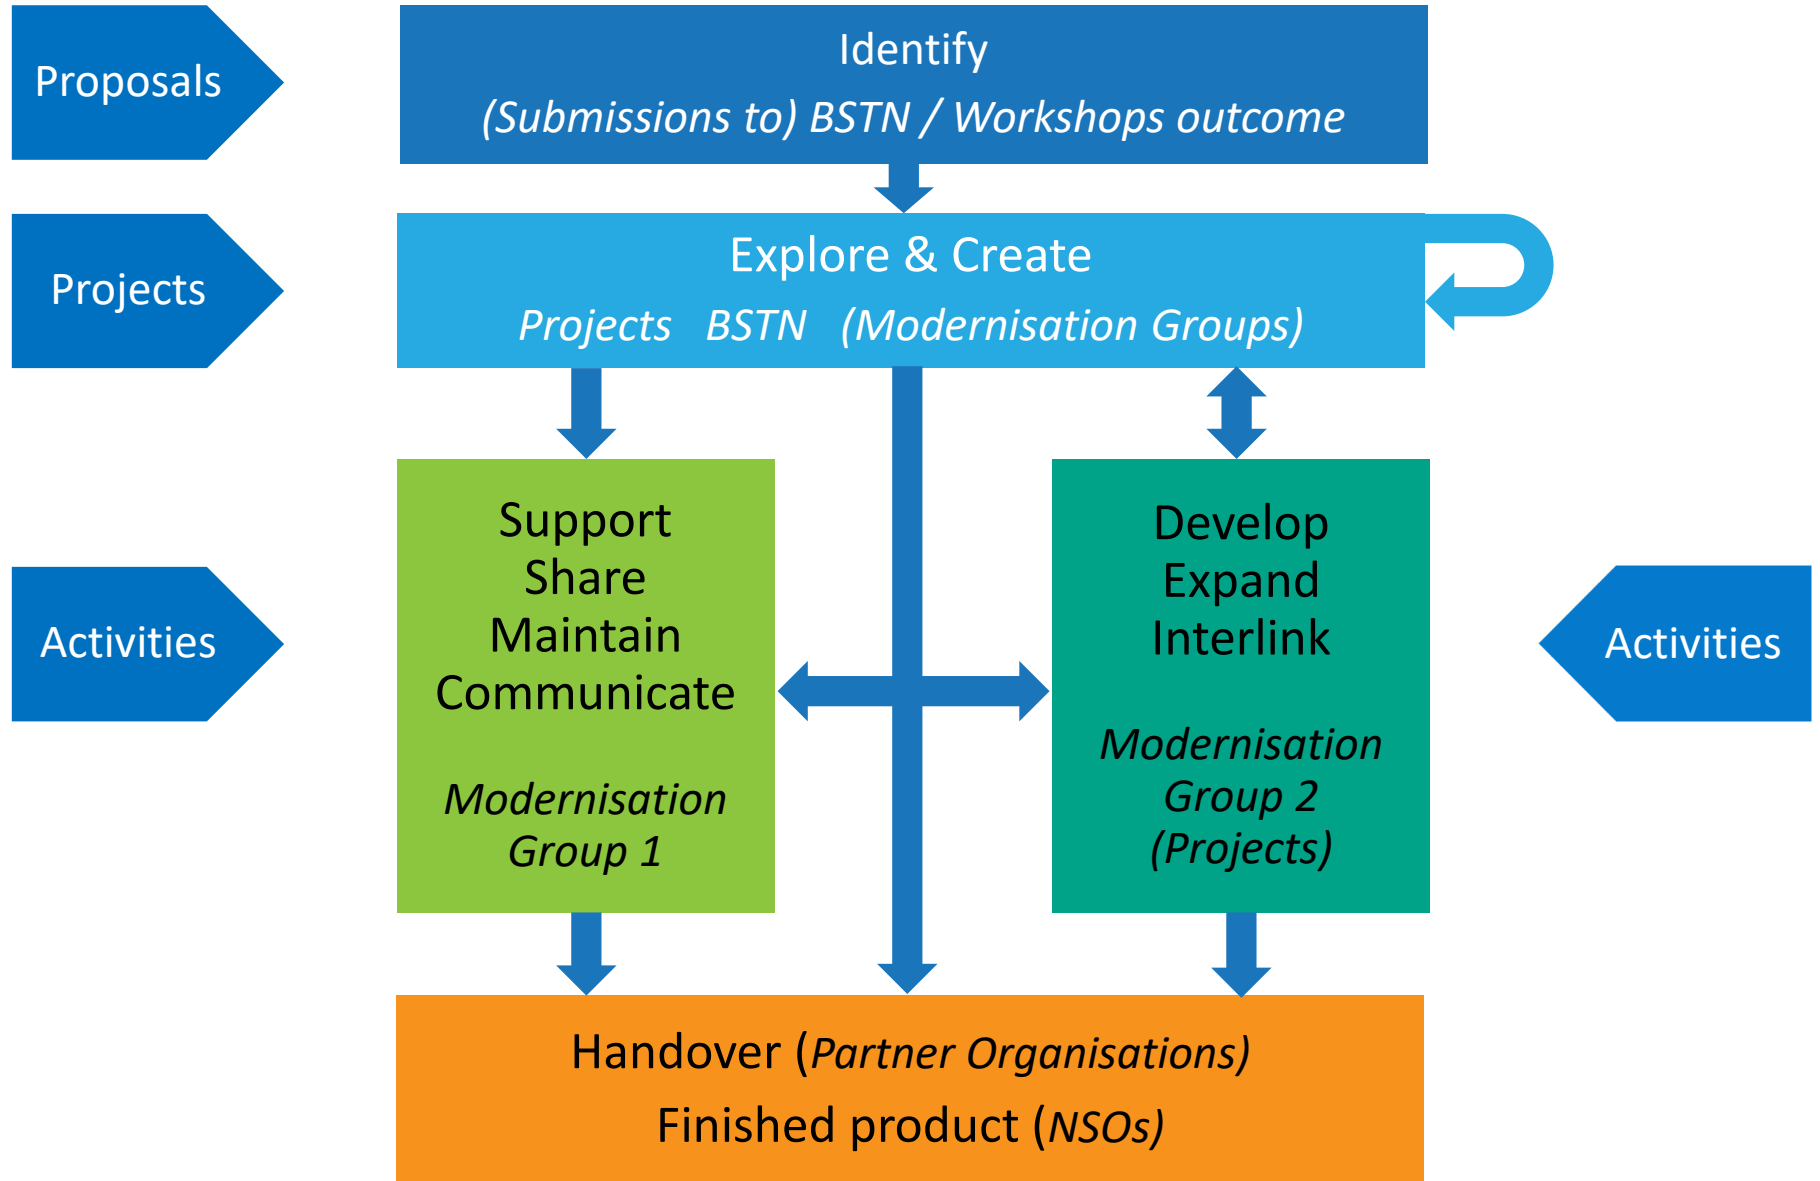 Proposals
Identify
(Submissions to) BSTN / Workshops outcome
Projects
Explore & Create
Projects BSTN (Modernisation Groups)
Activities
Support
Share
Maintain
Communicate
Modernisation
Group 1
Develop
Expand
Interlink
Modernisation
Group 2
(Projects)
Activities
Handover (Partner Organisations)
Finished product (NSOs)